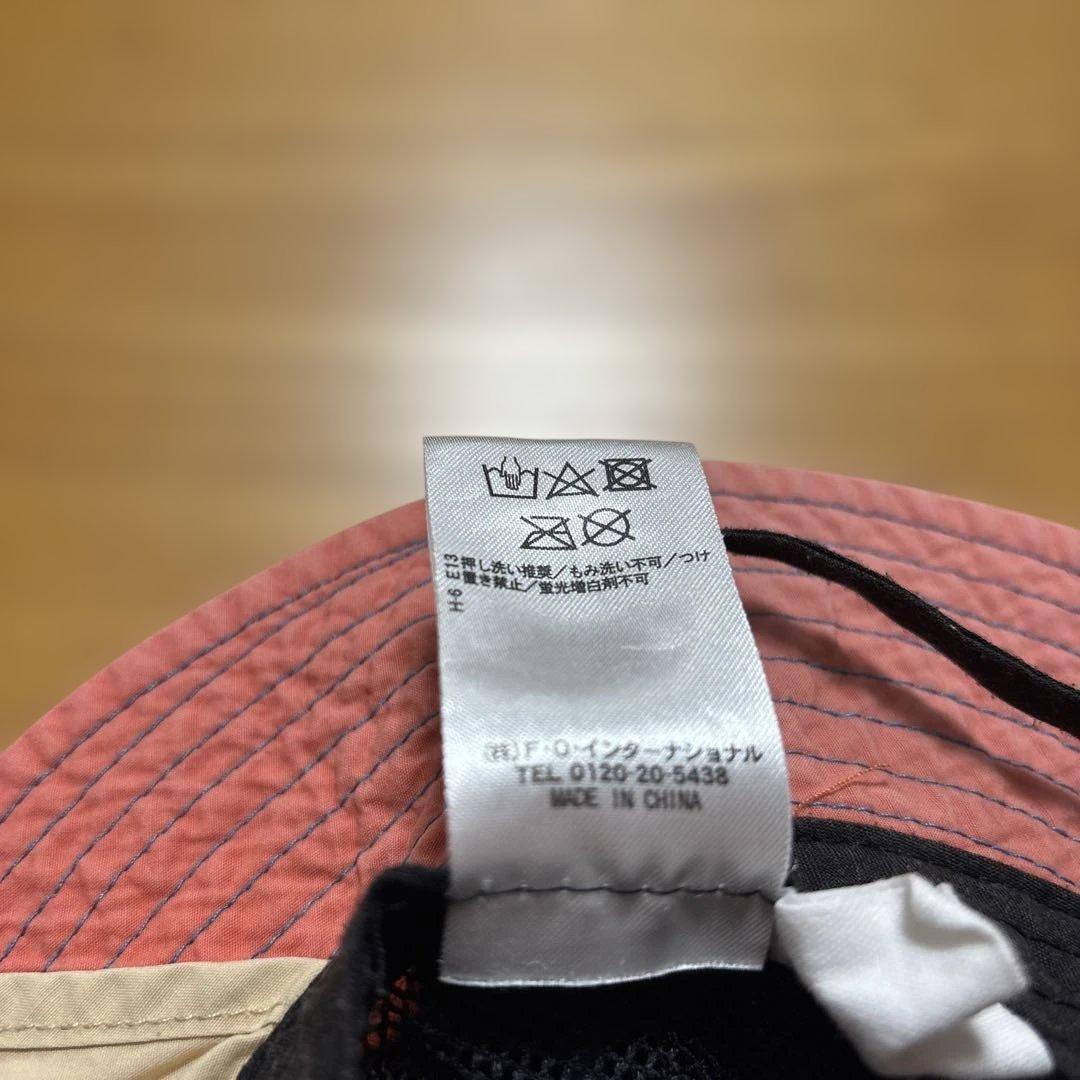 押し洗い推奨／もみ洗い不可／つけ
置き禁止／蛍光増白剤不可
H-6 E13
㈱F・O・インターナショナル
TEL 0120-20-5438
MADE IN CHINA